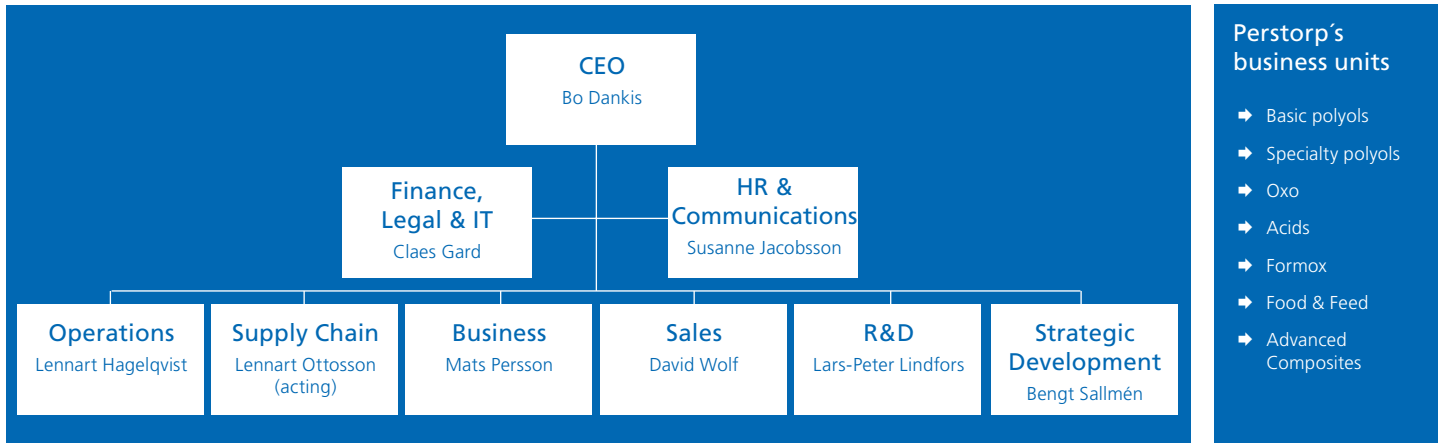 CEO
Bo Dankis
Finance,
Legal & IT
Claes Gard
HR &
Communications
Susanne Jacobsson
Operations
Lennart Hagelqvist
Supply Chain
Lennart Ottosson
(acting)
Business
Mats Persson
Sales
David Wolf
R&D
Lars-Peter Lindfors
Strategic
Development
Bengt Sallmén
Perstorp´s
business units
Basic polyols
Specialty polyols
Oxo
Acids
Formox
Food & Feed
Advanced
Composites